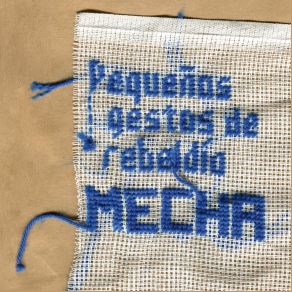 Pequeños
gestos de
rebeldía
MECHA